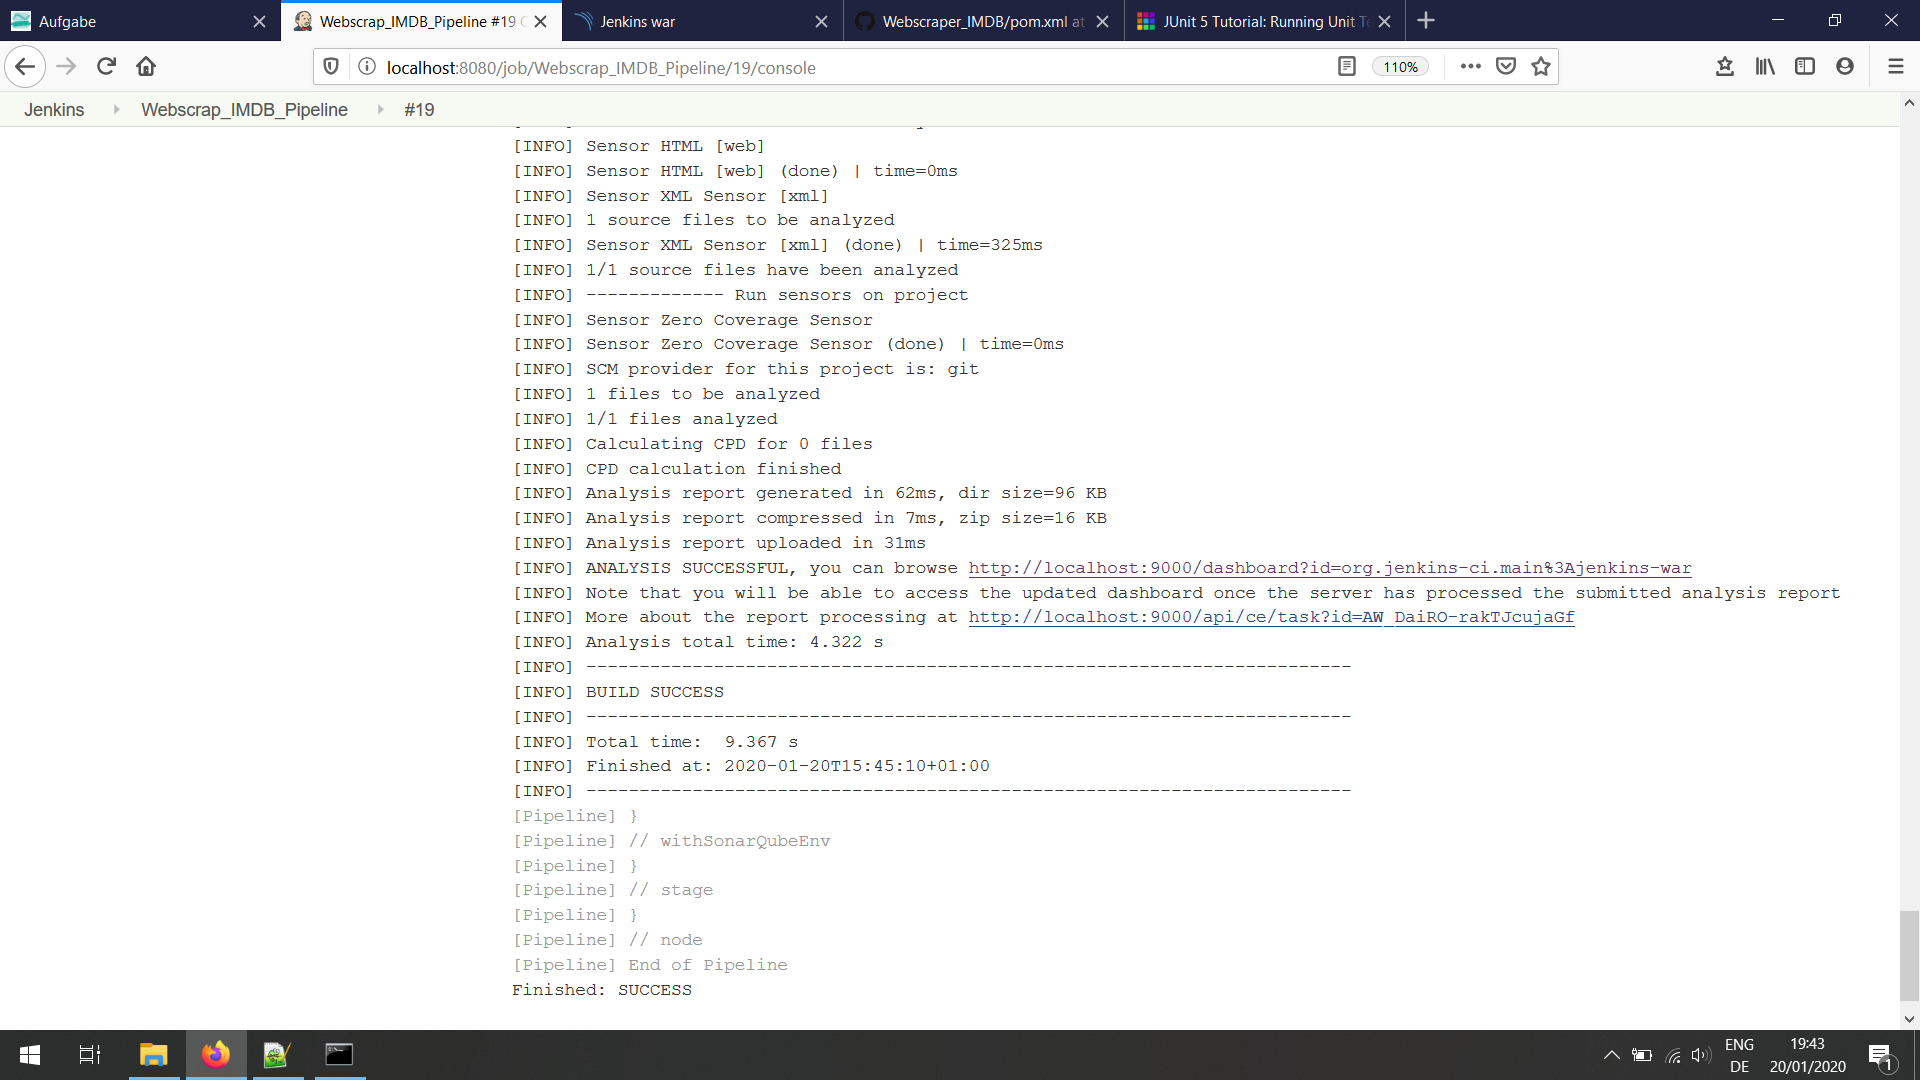 Aufgabe
Webscrap_IMDB_Pipeline #19
Jenkins war
Webscraper_IMDB/pom.xml at
JUnit 5 Tutorial: Running Unit Te
localhost:8080/job/Webscrap_IMDB_Pipeline/19/console
110%
Jenkins
Webscrap_IMDB_Pipeline
#19
[INFO] Sensor HTML [web]
[INFO] Sensor HTML [web] (done) | time=0ms
[INFO] Sensor XML Sensor [xml]
[INFO] 1 source files to be analyzed
[INFO] Sensor XML Sensor [xml] (done) | time=325ms
[INFO] 1/1 source files have been analyzed
[INFO] ------------- Run sensors on project
[INFO] Sensor Zero Coverage Sensor
[INFO] Sensor Zero Coverage Sensor (done) | time=0ms
[INFO] SCM provider for this project is: git
[INFO] 1 files to be analyzed
[INFO] 1/1 files analyzed
[INFO] Calculating CPD for 0 files
[INFO] CPD calculation finished
[INFO] Analysis report generated in 62ms, dir size=96 KB
[INFO] Analysis report compressed in 7ms, zip size=16 KB
[INFO] Analysis report uploaded in 31ms
[INFO] ANALYSIS SUCCESSFUL, you can browse http://localhost:9000/dashboard?id=org.jenkins-ci.main%3Ajenkins-war
[INFO] Note that you will be able to access the updated dashboard once the server has processed the submitted analysis report
[INFO] More about the report processing at http://localhost:9000/api/ce/task?id=AW_DaiRO-rakTJcujaGf
[INFO] Analysis total time: 4.322 s
[INFO] ------------------------------------------------------------------------
[INFO] BUILD SUCCESS
[INFO] ------------------------------------------------------------------------
[INFO] Total time:  9.367 s
[INFO] Finished at: 2020-01-20T15:45:10+01:00
[INFO] ------------------------------------------------------------------------
[Pipeline] }
[Pipeline] // withSonarQubeEnv
[Pipeline] }
[Pipeline] // stage
[Pipeline] }
[Pipeline] // node
[Pipeline] End of Pipeline
Finished: SUCCESS
ENG
DE
19:43
20/01/2020
1